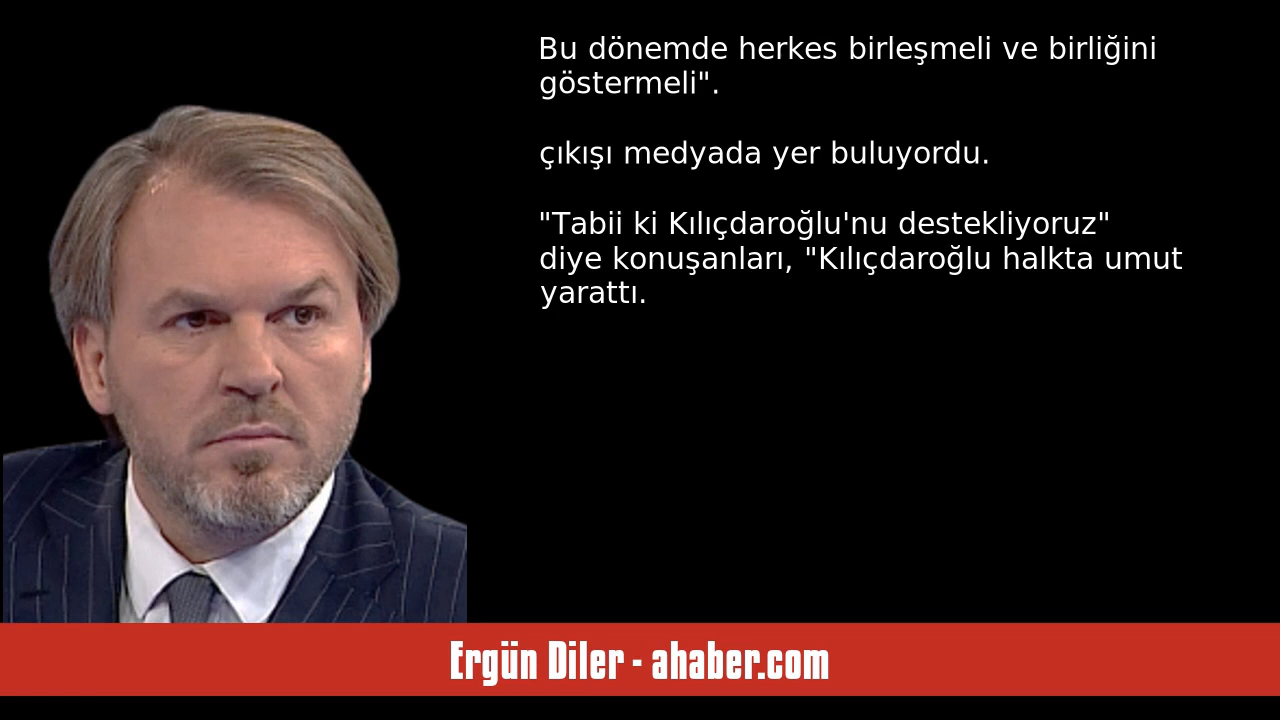 Bu dönemde herkes birleşmeli ve birliğini
göstermeli".
çıkışı medyada yer buluyordu.
"Tabii ki Kılıçdaroğlu'nu destekliyoruz"
diye konuşanları, "Kılıçdaroğlu halkta umut
yarattı.
Ergün Diler - ahaber.com